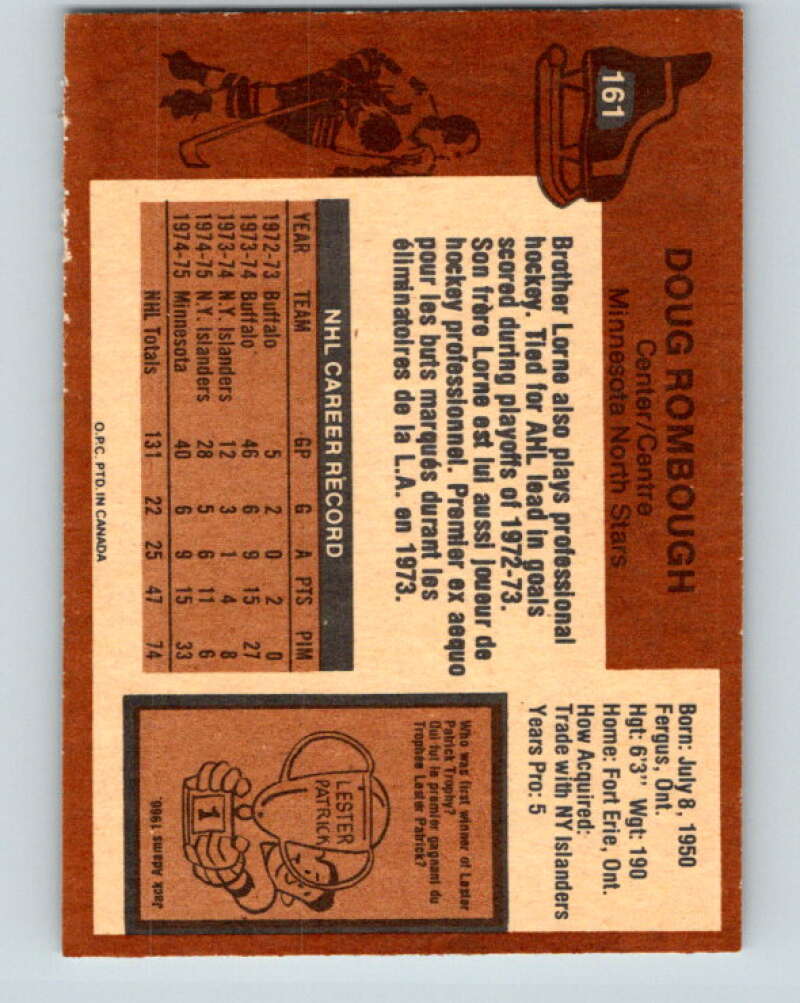 161
DOUG ROMBOUGH
Center/Centre
Minnesota North Stars
Born: July 8, 1950
Fergus, Ont.
Hgt: 6'3" Wgt: 190
Home: Fort Erie, Ont.
How Acquired:
Trade with NY Islanders
Years Pro: 5
Brother Lorne also plays professional
hockey. Tied for AHL lead in goals
scored during playoffs of 1972-73.
Son frère Lorne est lui aussi joueur de
hockey professionnel. Premier ex aequo
pour les buts marqués durant les
éliminatoires de la L.A. en 1973.
NHL CAREER RECORD
YEAR TEAM GP G A PTS PIM
1972-73 Buffalo 5 2 0 2 0
1973-74 Buffalo 46 6 9 15 27
1973-74 N.Y. Islanders 12 3 1 4 8
1974-75 N.Y. Islanders 28 5 6 11 6
1974-75 Minnesota 40 6 9 15 33
NHL Totals 131 22 25 47 74
Who was first winner of Lester
Patrick Trophy?
Qui fut le premier gagnant du
Trophée Lester Patrick?
LESTER
PATRICK
1
Jack Adams 1966.
O.P.C. PTD. IN CANADA